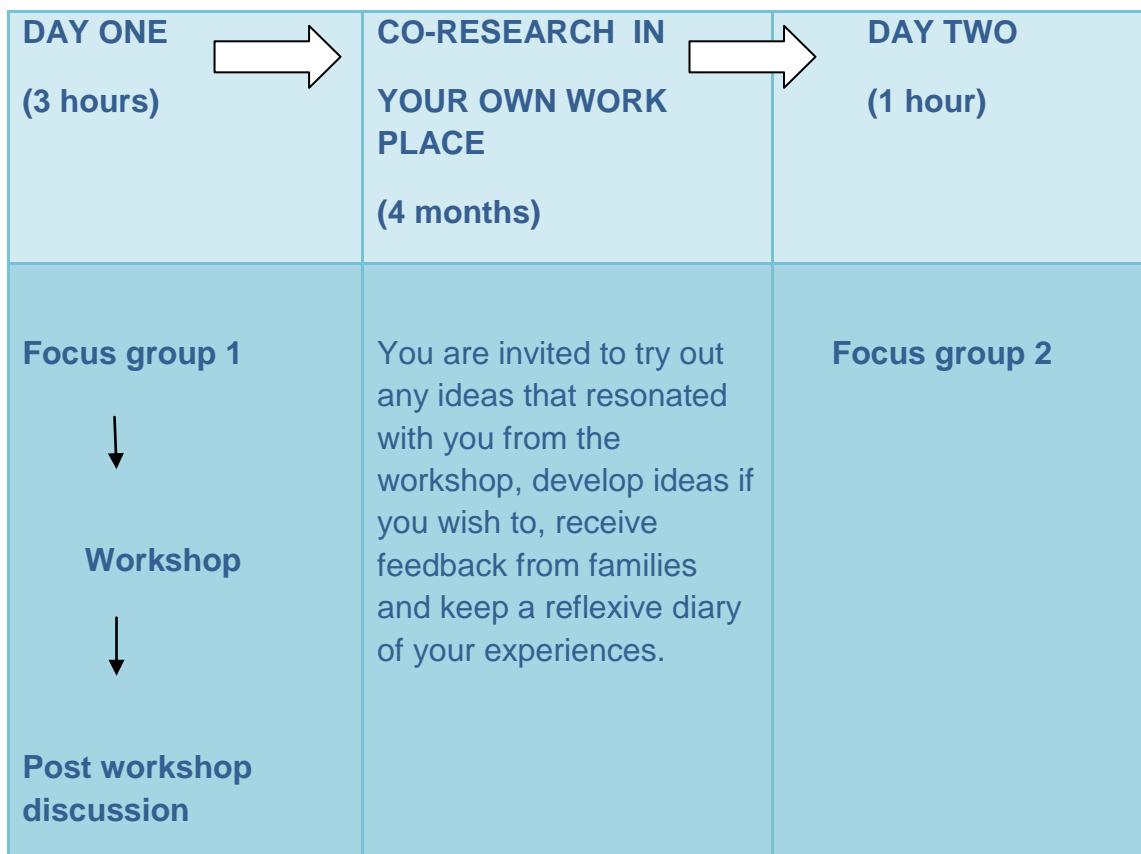 DAY ONE
(3 hours)
CO-RESEARCH IN
YOUR OWN WORK
PLACE
(4 months)
DAY TWO
(1 hour)
Focus group 1
Workshop
Post workshop
discussion
You are invited to try out
any ideas that resonated
with you from the
workshop, develop ideas if
you wish to, receive
feedback from families
and keep a reflexive diary
of your experiences.
Focus group 2